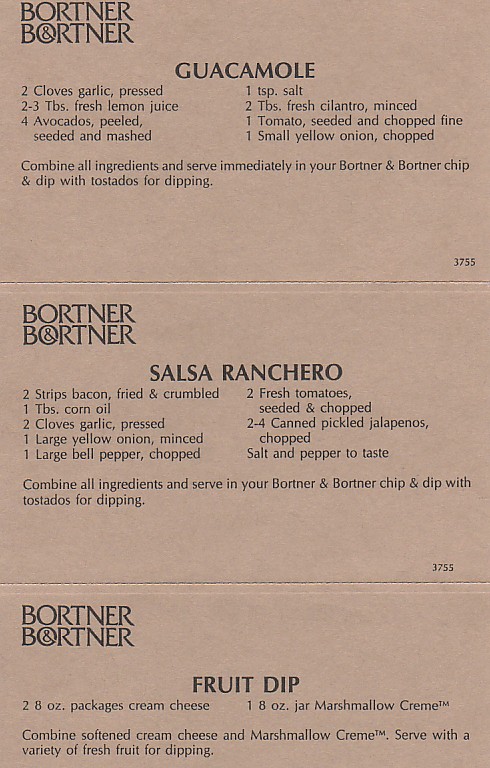 BORTNER
B&RTNER
GUACAMOLE
2 Cloves garlic, pressed
2-3 Tbs. fresh lemon juice
4 Avocados, peeled,
seeded and mashed
1 tsp. salt
2 Tbs. fresh cilantro, minced
1 Tomato, seeded and chopped fine
1 Small yellow onion, chopped
Combine all ingredients and serve immediately in your Bortner & Bortner chip
& dip with tostados for dipping.
3755
BORTNER
B&RTNER
SALSA RANCHERO
2 Strips bacon, fried & crumbled
1 Tbs. corn oil
2 Cloves garlic, pressed
1 Large yellow onion, minced
1 Large bell pepper, chopped
2 Fresh tomatoes,
seeded & chopped
2-4 Canned pickled jalapenos,
chopped
Salt and pepper to taste
Combine all ingredients and serve in your Bortner & Bortner chip & dip with
tostados for dipping.
3755
BORTNER
B&RTNER
FRUIT DIP
2 8 oz. packages cream cheese
1 8 oz. jar Marshmallow Creme™
Combine softened cream cheese and Marshmallow Creme™. Serve with a
variety of fresh fruit for dipping.